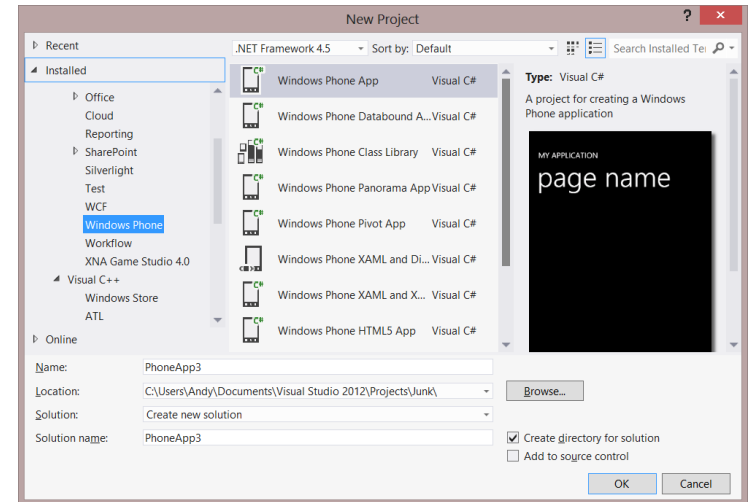 New Project
? ×
Recent
.NET Framework 4.5 Sort by: Default
Search Installed Te
Installed
Office
Cloud
Reporting
SharePoint
Silverlight
Test
WCF
Windows Phone
Workflow
XNA Game Studio 4.0
Visual C++
Windows Store
ATL
Online
C# Windows Phone App Visual C#
C# Windows Phone Databound A... Visual C#
C# Windows Phone Class Library Visual C#
C# Windows Phone Panorama App Visual C#
C# Windows Phone Pivot App Visual C#
Windows Phone XAML and Di... Visual C#
C# Windows Phone XAML and X... Visual C#
C# Windows Phone HTML5 App Visual C#
Type: Visual C#
A project for creating a Windows
Phone application
MY APPLICATION
page name
Name: PhoneApp3
Location: C:\Users\Andy\Documents\Visual Studio 2012\Projects\Junk\
Browse...
Solution: Create new solution
Solution name: PhoneApp3
Create directory for solution
Add to source control
OK Cancel